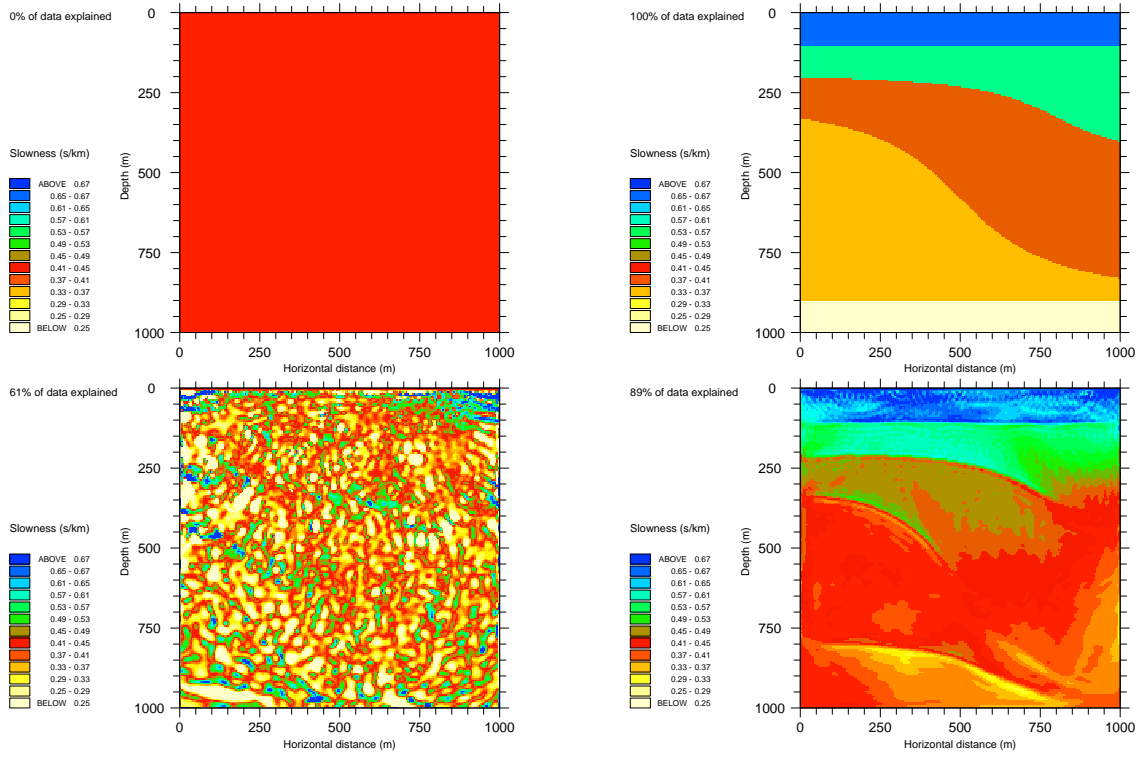 0% of data explained
0
250
500
750
1000
Depth (m)
0 250 500 750 1000
Horizontal distance (m)
Slowness (s/km)
ABOVE 0.67
0.65 - 0.67
0.61 - 0.65
0.57 - 0.61
0.53 - 0.57
0.49 - 0.53
0.45 - 0.49
0.41 - 0.45
0.37 - 0.41
0.33 - 0.37
0.29 - 0.33
0.25 - 0.29
BELOW 0.25
100% of data explained
0
250
500
750
1000
Depth (m)
0 250 500 750 1000
Horizontal distance (m)
Slowness (s/km)
ABOVE 0.67
0.65 - 0.67
0.61 - 0.65
0.57 - 0.61
0.53 - 0.57
0.49 - 0.53
0.45 - 0.49
0.41 - 0.45
0.37 - 0.41
0.33 - 0.37
0.29 - 0.33
0.25 - 0.29
BELOW 0.25
61% of data explained
0
250
500
750
1000
Depth (m)
0 250 500 750 1000
Horizontal distance (m)
Slowness (s/km)
ABOVE 0.67
0.65 - 0.67
0.61 - 0.65
0.57 - 0.61
0.53 - 0.57
0.49 - 0.53
0.45 - 0.49
0.41 - 0.45
0.37 - 0.41
0.33 - 0.37
0.29 - 0.33
0.25 - 0.29
BELOW 0.25
89% of data explained
0
250
500
750
1000
Depth (m)
0 250 500 750 1000
Horizontal distance (m)
Slowness (s/km)
ABOVE 0.67
0.65 - 0.67
0.61 - 0.65
0.57 - 0.61
0.53 - 0.57
0.49 - 0.53
0.45 - 0.49
0.41 - 0.45
0.37 - 0.41
0.33 - 0.37
0.29 - 0.33
0.25 - 0.29
BELOW 0.25